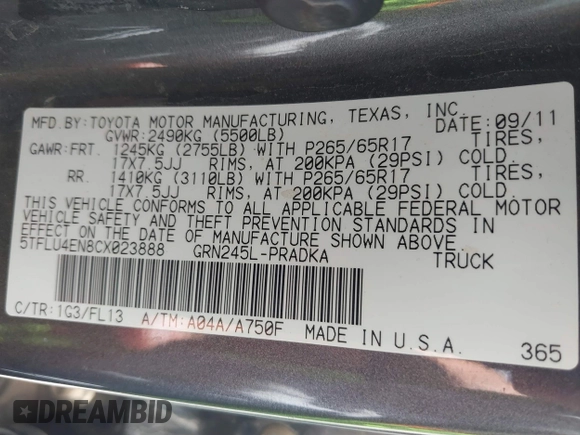 MFD.BY:TOYOTA MOTOR MANUFACTURING, TEXAS, INC.
GVWR:2490KG (5500LB) DATE:09/11
GAWR:FRT. 1245KG (2755LB) WITH P265/65R17 TIRES,
17X7.5JJ RIMS, AT 200KPA (29PSI) COLD.
RR. 1410KG (3110LB) WITH P265/65R17 TIRES,
17X7.5JJ RIMS, AT 200KPA (29PSI) COLD.
THIS VEHICLE CONFORMS TO ALL APPLICABLE FEDERAL MOTOR
VEHICLE SAFETY AND THEFT PREVENTION STANDARDS IN
EFFECT ON THE DATE OF MANUFACTURE SHOWN ABOVE.
5TFLU4EN8CX023888 GRN245L-PRADKA TRUCK
C/TR:1G3/FL13 A/TM:A04A/A750F MADE IN U.S.A. 365
DREAMBID